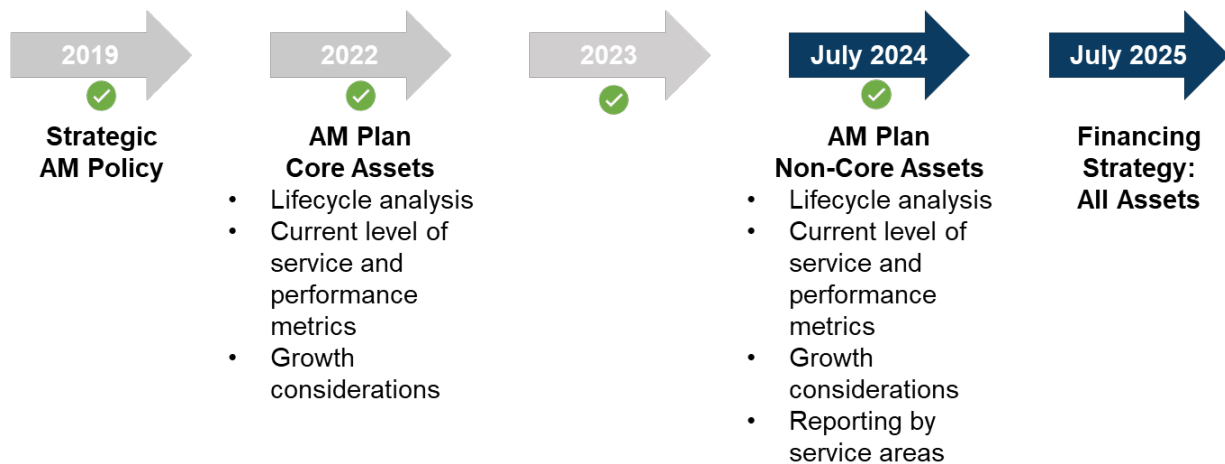 2019
2022
2023
July 2024
July 2025
Strategic
AM Policy
AM Plan
Core Assets
• Lifecycle analysis
• Current level of
service and
performance
metrics
• Growth
considerations
AM Plan
Non-Core Assets
• Lifecycle analysis
• Current level of
service and
performance
metrics
• Growth
considerations
• Reporting by
service areas
Financing
Strategy:
All Assets